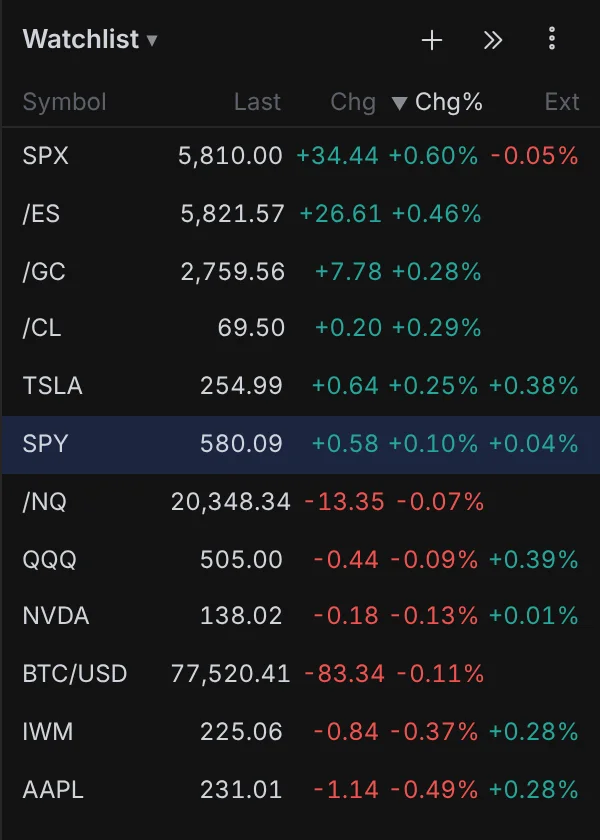 Watchlist ▾
Symbol Last Chg ▼ Chg% Ext
SPX 5,810.00 +34.44 +0.60% -0.05%
/ES 5,821.57 +26.61 +0.46%
/GC 2,759.56 +7.78 +0.28%
/CL 69.50 +0.20 +0.29%
TSLA 254.99 +0.64 +0.25% +0.38%
SPY 580.09 +0.58 +0.10% +0.04%
/NQ 20,348.34 -13.35 -0.07%
QQQ 505.00 -0.44 -0.09% +0.39%
NVDA 138.02 -0.18 -0.13% +0.01%
BTC/USD 77,520.41 -83.34 -0.11%
IWM 225.06 -0.84 -0.37% +0.28%
AAPL 231.01 -1.14 -0.49% +0.28%